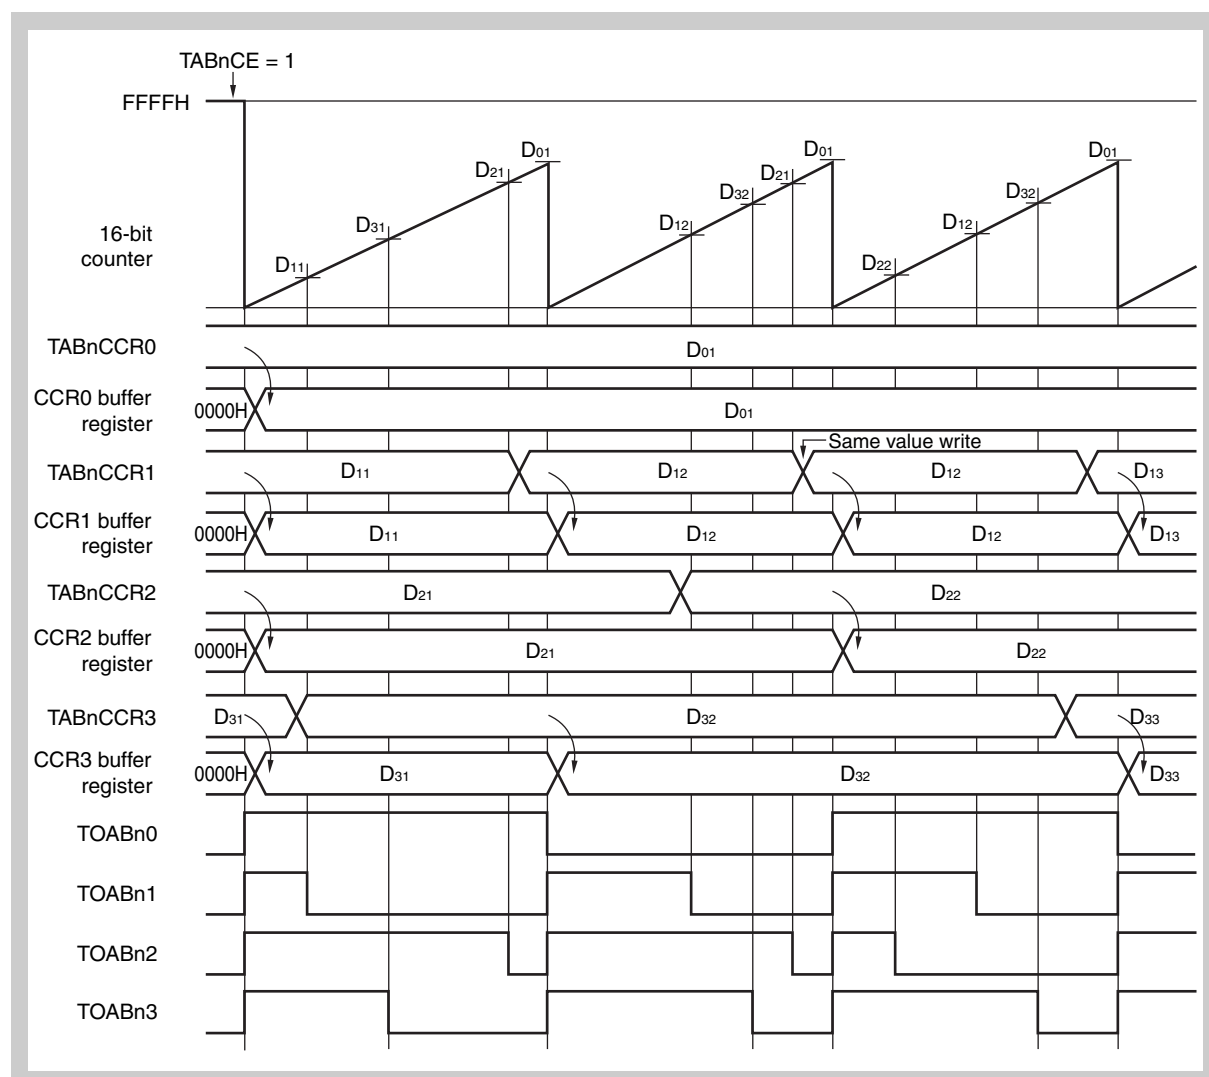 TABnCE = 1
FFFFH
D01
D01
D01
D21
D21
D32
D32
D31
D12
D12
D11
D22
16-bit
counter
TABnCCR0
D01
CCR0 buffer
register
0000H
D01
Same value write
TABnCCR1
D11
D12
D12
D13
CCR1 buffer
register
0000H
D11
D12
D12
D13
TABnCCR2
D21
D22
CCR2 buffer
register
0000H
D21
D22
TABnCCR3
D31
D32
D33
CCR3 buffer
register
0000H
D31
D32
D33
TOABn0
TOABn1
TOABn2
TOABn3